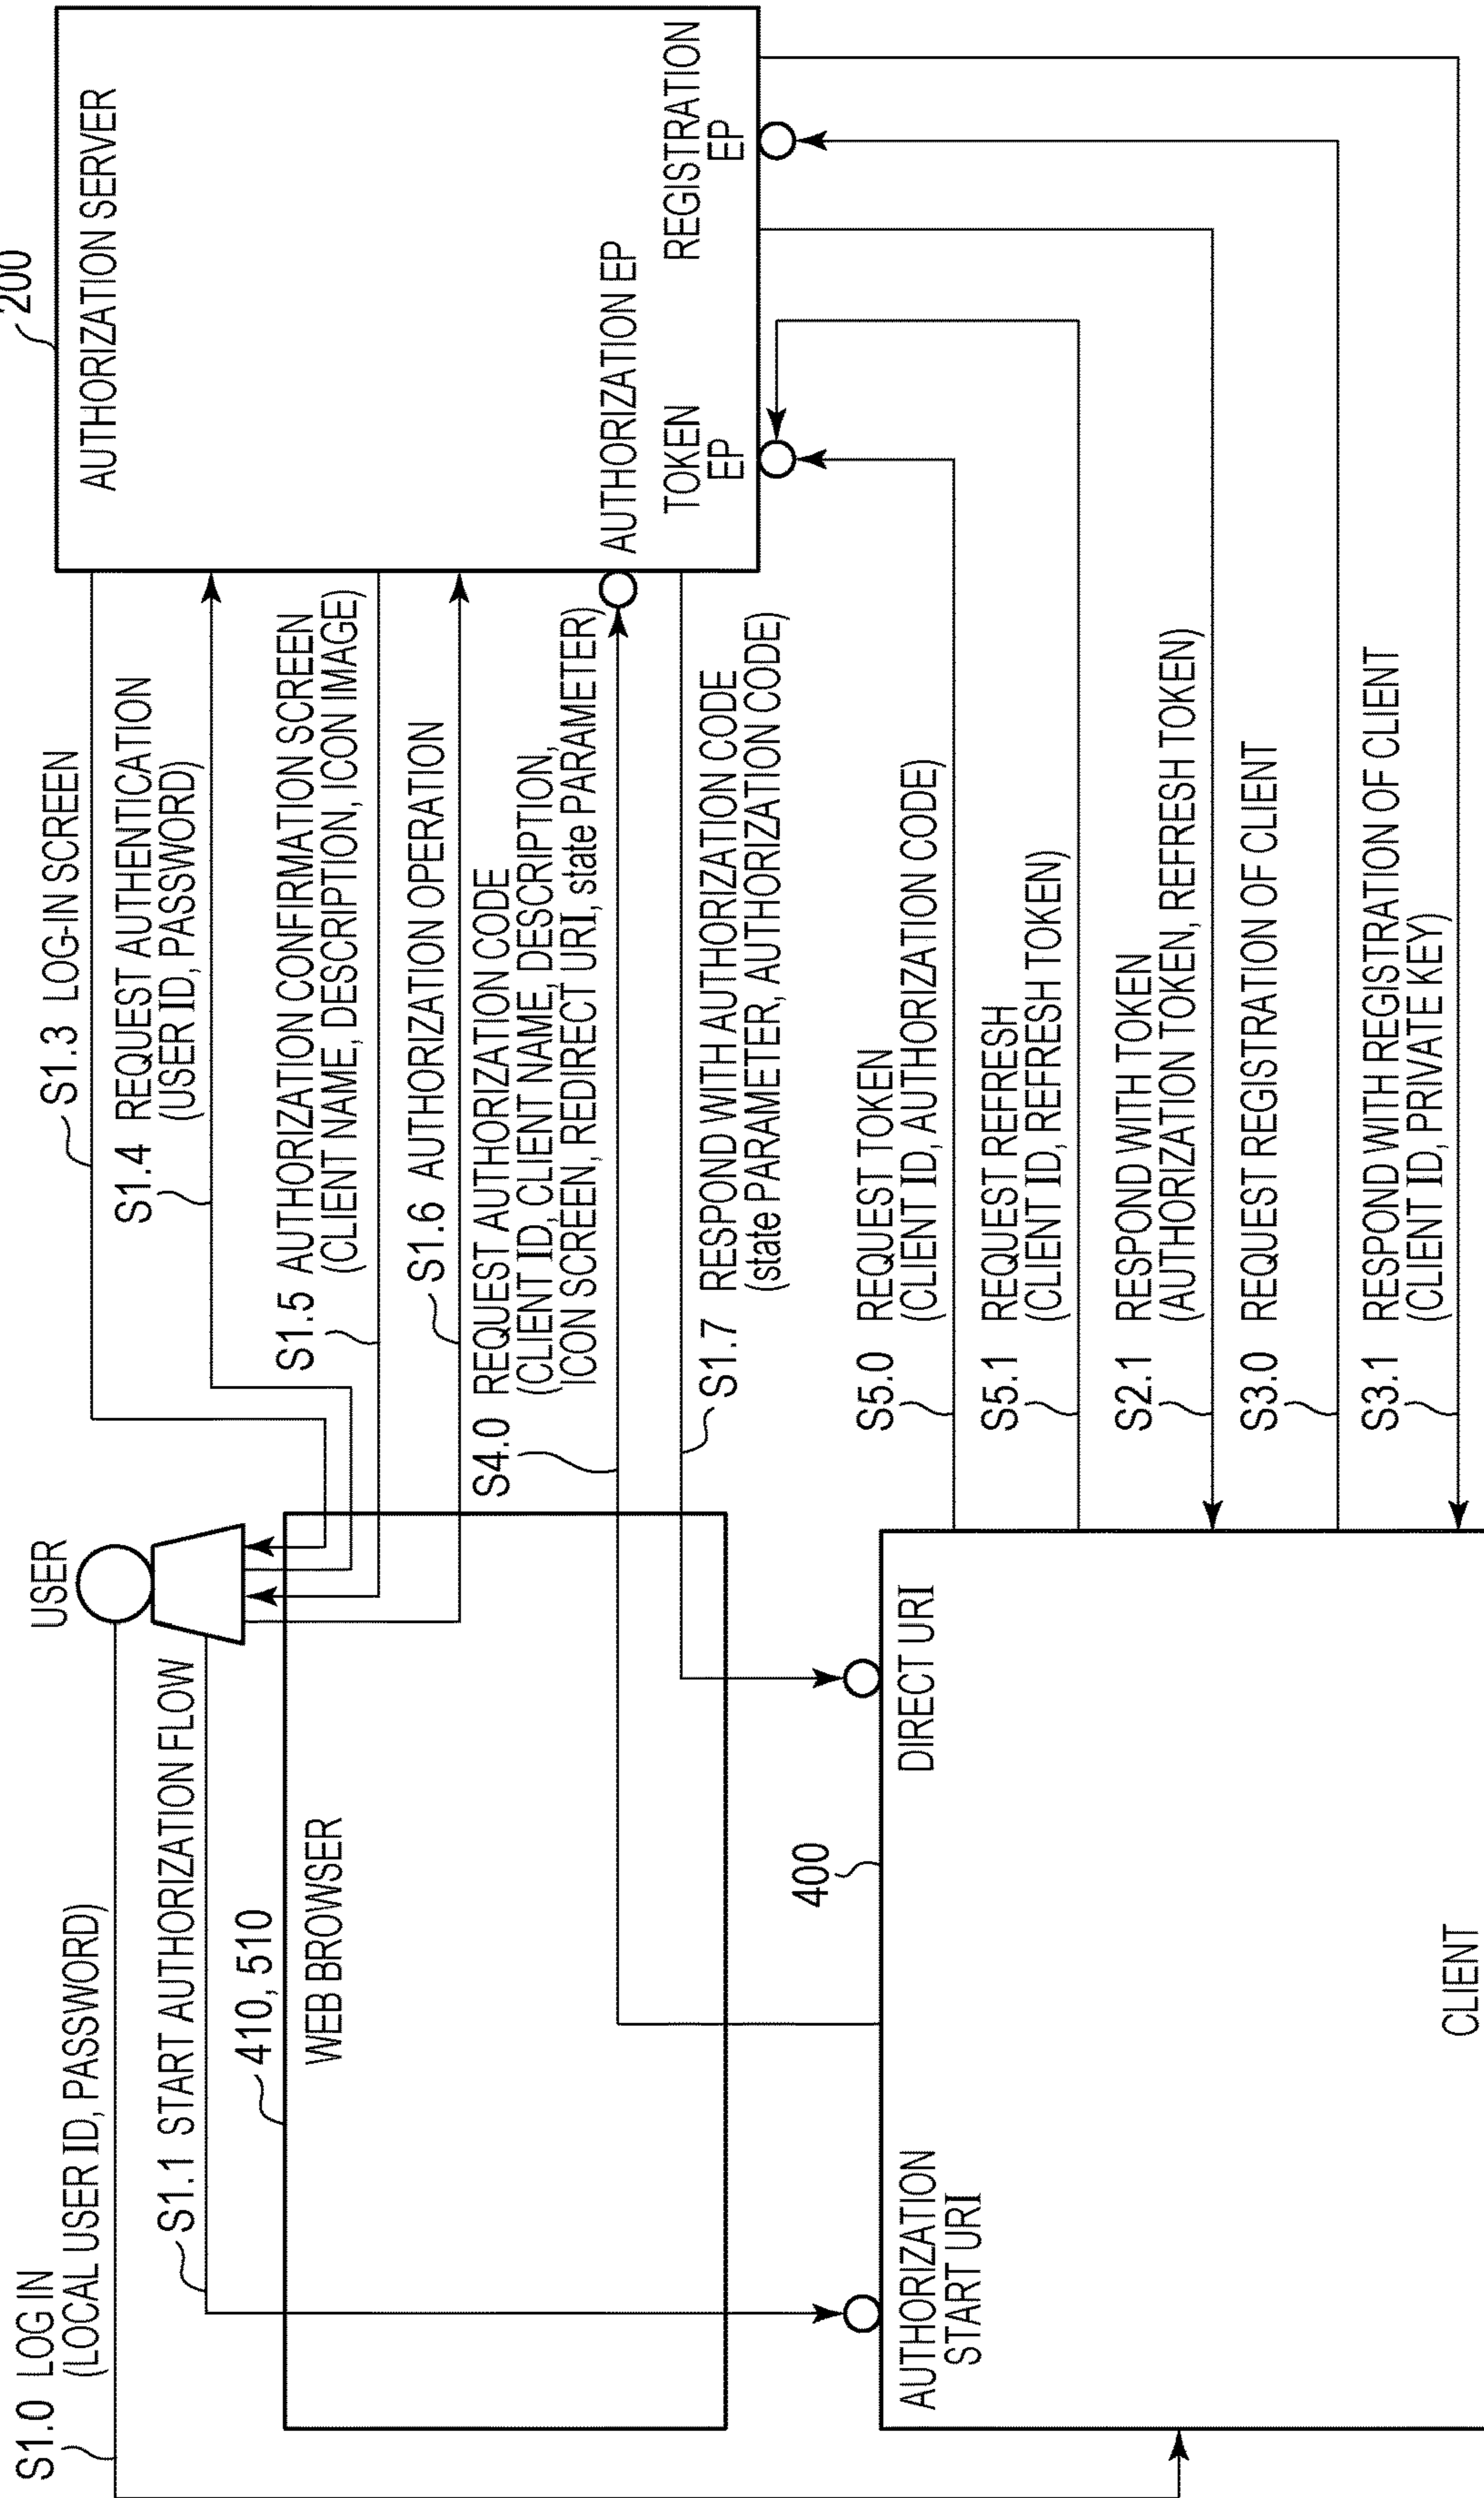 S1.0 LOG IN
(LOCAL USER ID, PASSWORD)
USER
S1.1 START AUTHORIZATION FLOW
410, 510
WEB BROWSER
S1.3 LOG-IN SCREEN
S1.4 REQUEST AUTHENTICATION
(USER ID, PASSWORD)
S1.5 AUTHORIZATION CONFIRMATION SCREEN
(CLIENT NAME, DESCRIPTION, ICON IMAGE)
S1.6 AUTHORIZATION OPERATION
S4.0 REQUEST AUTHORIZATION CODE
(CLIENT ID, CLIENT NAME, DESCRIPTION,
ICON SCREEN, REDIRECT URI, state PARAMETER)
S1.7 RESPOND WITH AUTHORIZATION CODE
(state PARAMETER, AUTHORIZATION CODE)
200
AUTHORIZATION SERVER
AUTHORIZATION EP
TOKEN
EP
REGISTRATION
EP
S5.0 REQUEST TOKEN
(CLIENT ID, AUTHORIZATION CODE)
S5.1 REQUEST REFRESH
(CLIENT ID, REFRESH TOKEN)
S2.1 RESPOND WITH TOKEN
(AUTHORIZATION TOKEN, REFRESH TOKEN)
S3.0 REQUEST REGISTRATION OF CLIENT
S3.1 RESPOND WITH REGISTRATION OF CLIENT
(CLIENT ID, PRIVATE KEY)
400
AUTHORIZATION
START URI
DIRECT URI
CLIENT